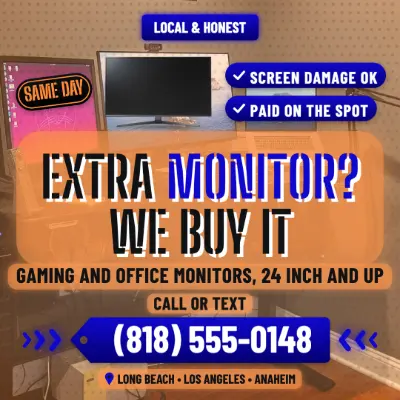 LOCAL & HONEST
SAME DAY
SCREEN DAMAGE OK
PAID ON THE SPOT
EXTRA MONITOR?
WE BUY IT
GAMING AND OFFICE MONITORS, 24 INCH AND UP
CALL OR TEXT
(818) 555-0148
LONG BEACH • LOS ANGELES • ANAHEIM